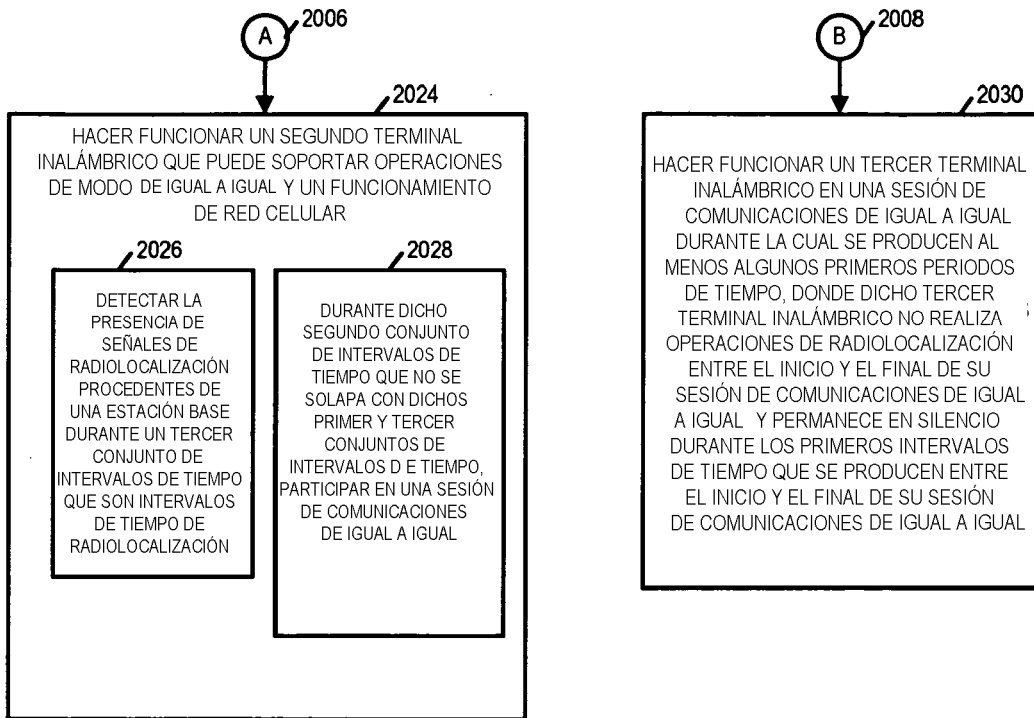 A
2006
2024
HACER FUNCIONAR UN SEGUNDO TERMINAL
INALÁMBRICO QUE PUEDE SOPORTAR OPERACIONES
DE MODO DE IGUAL A IGUAL Y UN FUNCIONAMIENTO
DE RED CELULAR
2026
DETECTAR LA
PRESENCIA DE
SEÑALES DE
RADIOLOCALIZACIÓN
PROCEDENTES DE
UNA ESTACIÓN BASE
DURANTE UN TERCER
CONJUNTO DE
INTERVALOS DE TIEMPO
QUE SON INTERVALOS
DE TIEMPO DE
RADIOLOCALIZACIÓN
2028
DURANTE DICHO
SEGUNDO CONJUNTO
DE INTERVALOS DE
TIEMPO QUE NO SE
SOLAPA CON DICHOS
PRIMER Y TERCER
CONJUNTOS DE
INTERVALOS D E TIEMPO,
PARTICIPAR EN UNA SESIÓN
DE COMUNICACIONES
DE IGUAL A IGUAL
B
2008
2030
HACER FUNCIONAR UN TERCER TERMINAL
INALÁMBRICO EN UNA SESIÓN DE
COMUNICACIONES DE IGUAL A IGUAL
DURANTE LA CUAL SE PRODUCEN AL
MENOS ALGUNOS PRIMEROS PERIODOS
DE TIEMPO, DONDE DICHO TERCER
TERMINAL INALÁMBRICO NO REALIZA
OPERACIONES DE RADIOLOCALIZACIÓN
ENTRE EL INICIO Y EL FINAL DE SU
SESIÓN DE COMUNICACIONES DE IGUAL
A IGUAL Y PERMANECE EN SILENCIO
DURANTE LOS PRIMEROS INTERVALOS
DE TIEMPO QUE SE PRODUCEN ENTRE
EL INICIO Y EL FINAL DE SU SESIÓN
DE COMUNICACIONES DE IGUAL A IGUAL